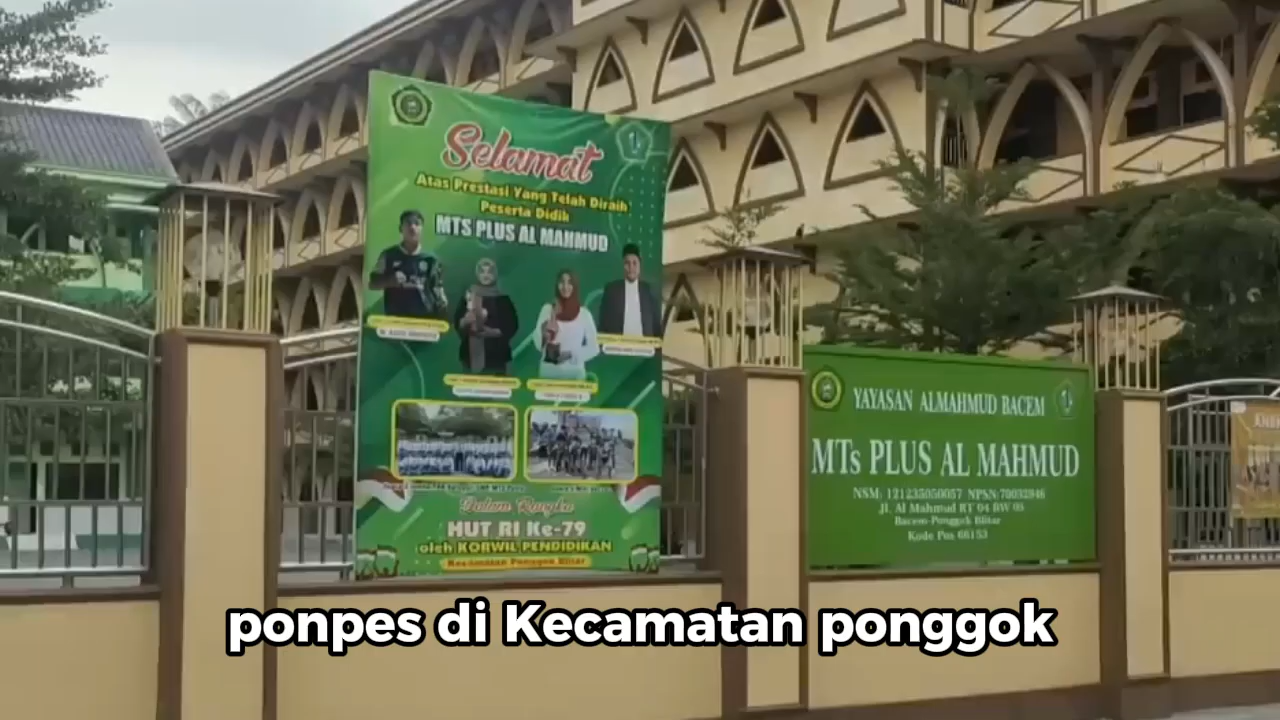 Selamat
Atas Prestasi Yang Telah Diraih
Peserta Didik
MTS PLUS AL MAHMUD
Dalam Rangka
HUT RI Ke-79
oleh KORWIL PENDIDIKAN
Kecamatan Ponggok Blitar
YAYASAN ALMAHMUD BACEM
MTs PLUS AL MAHMUD
NSM: 121235050057 NPSN:70032946
Jl. Al Mahmud RT 04 RW 05
Bacem-Ponggok Blitar
Kode Pos 66153
ponpes di Kecamatan ponggok